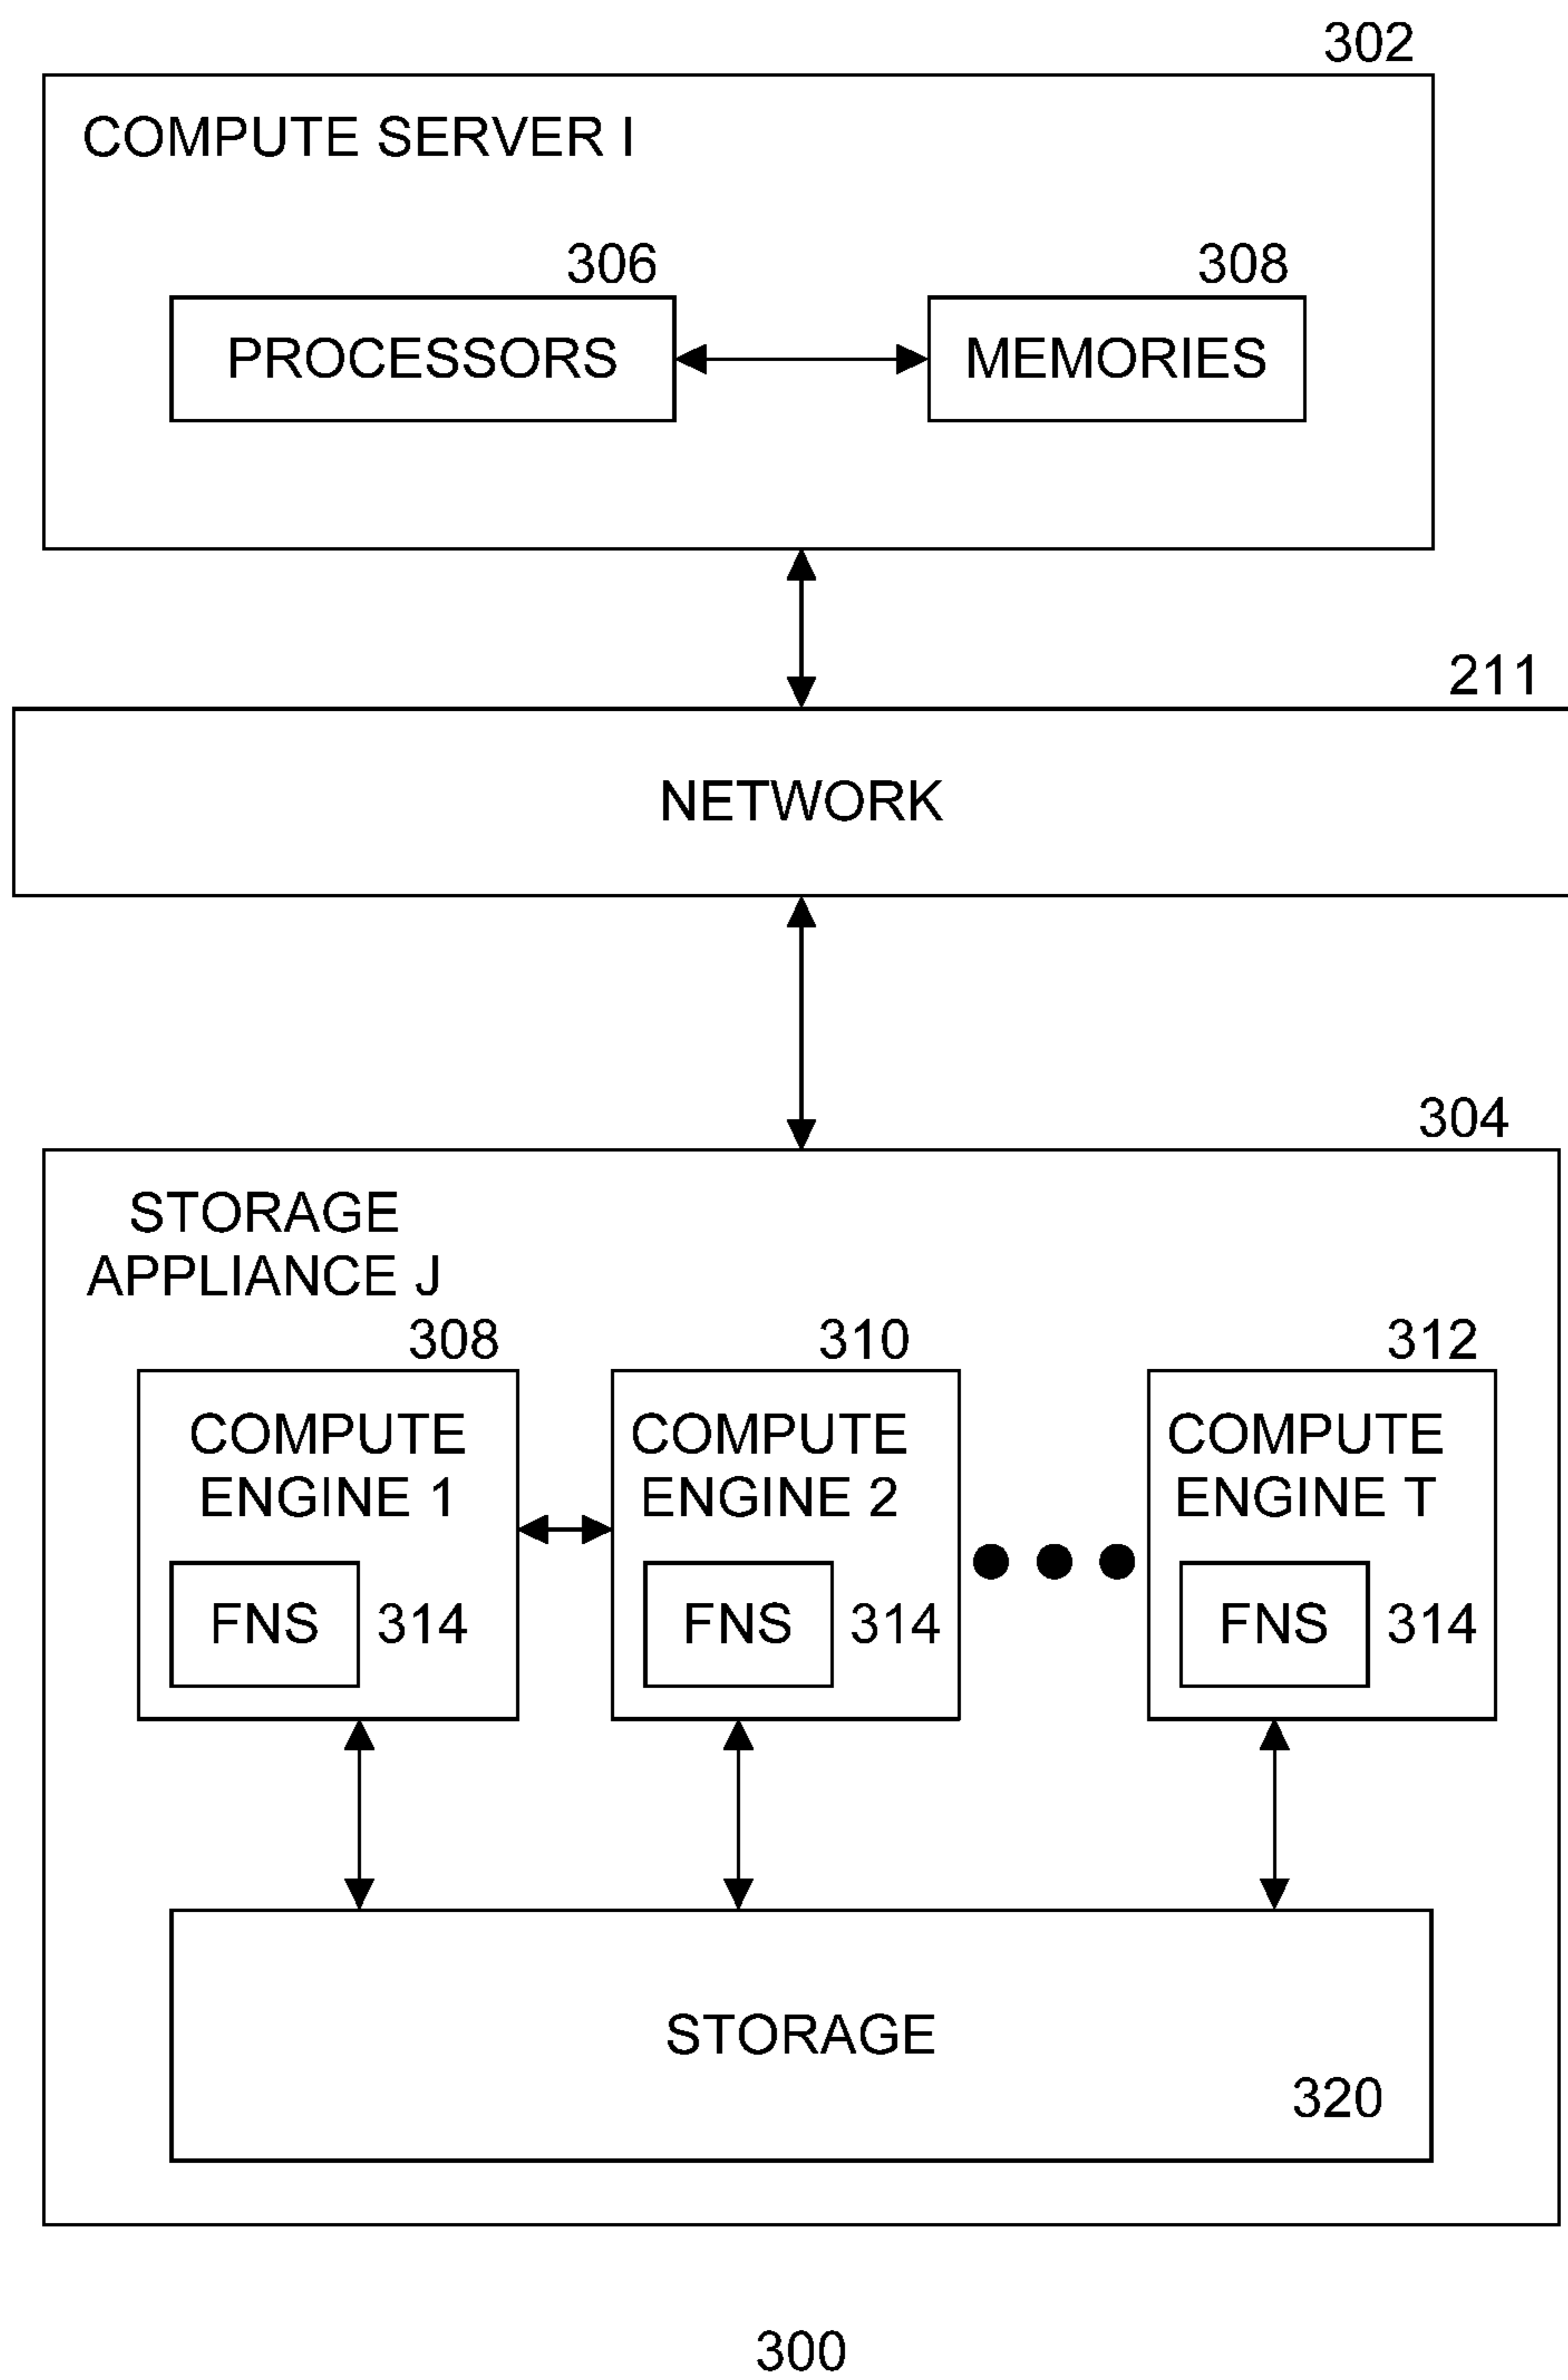 302
COMPUTE SERVER I
306
308
PROCESSORS
MEMORIES
211
NETWORK
304
STORAGE
APPLIANCE J
308
310
312
COMPUTE
ENGINE 1
COMPUTE
ENGINE 2
COMPUTE
ENGINE T
FNS
314
FNS
314
FNS
314
STORAGE
320
300